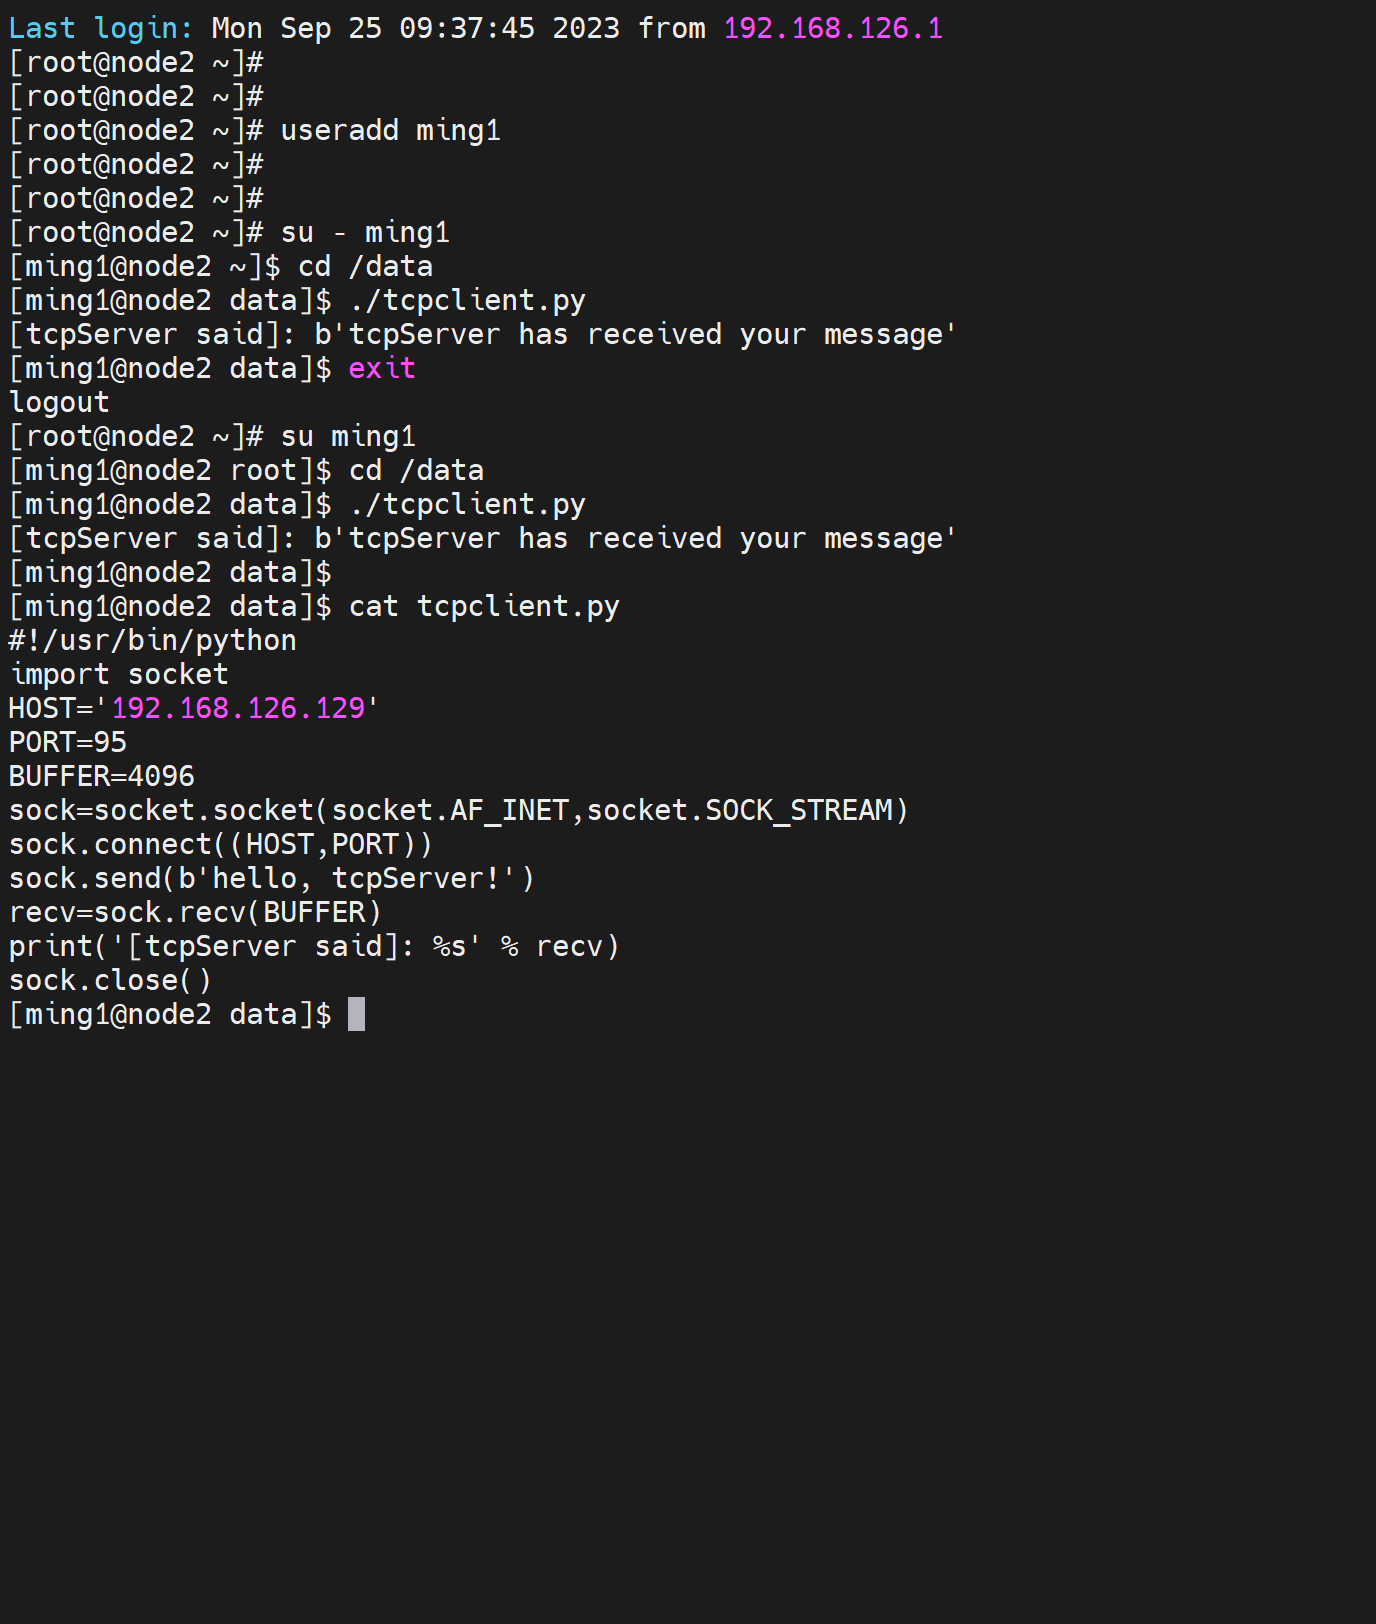 Last login: Mon Sep 25 09:37:45 2023 from 192.168.126.1
[root@node2 ~]#
[root@node2 ~]#
[root@node2 ~]# useradd ming1
[root@node2 ~]#
[root@node2 ~]#
[root@node2 ~]# su - ming1
[ming1@node2 ~]$ cd /data
[ming1@node2 data]$ ./tcpclient.py
[tcpServer said]: b'tcpServer has received your message'
[ming1@node2 data]$ exit
logout
[root@node2 ~]# su ming1
[ming1@node2 root]$ cd /data
[ming1@node2 data]$ ./tcpclient.py
[tcpServer said]: b'tcpServer has received your message'
[ming1@node2 data]$
[ming1@node2 data]$ cat tcpclient.py
#!/usr/bin/python
import socket
HOST='192.168.126.129'
PORT=95
BUFFER=4096
sock=socket.socket(socket.AF_INET,socket.SOCK_STREAM)
sock.connect((HOST,PORT))
sock.send(b'hello, tcpServer!')
recv=sock.recv(BUFFER)
print('[tcpServer said]: %s' % recv)
sock.close()
[ming1@node2 data]$